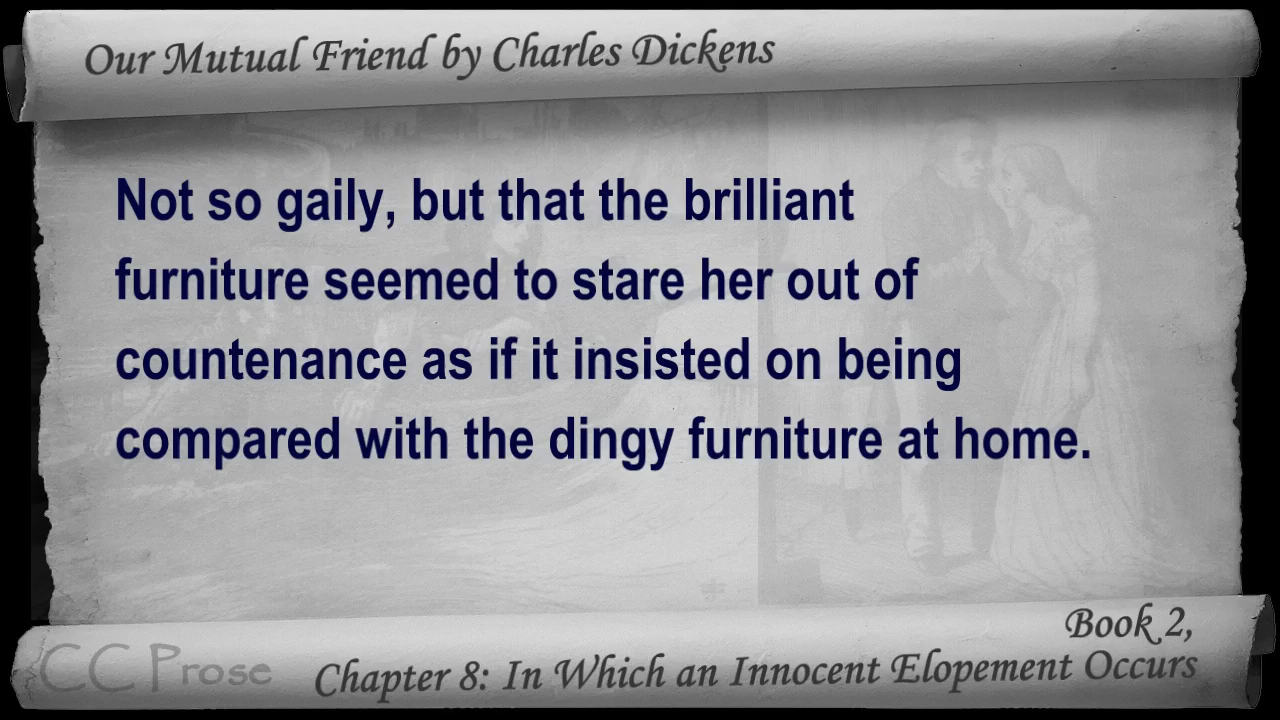 Our Mutual Friend by Charles Dickens
Not so gaily, but that the brilliant
furniture seemed to stare her out of
countenance as if it insisted on being
compared with the dingy furniture at home.
Book 2,
CC Prose
Chapter 8: In Which an Innocent Elopement Occurs